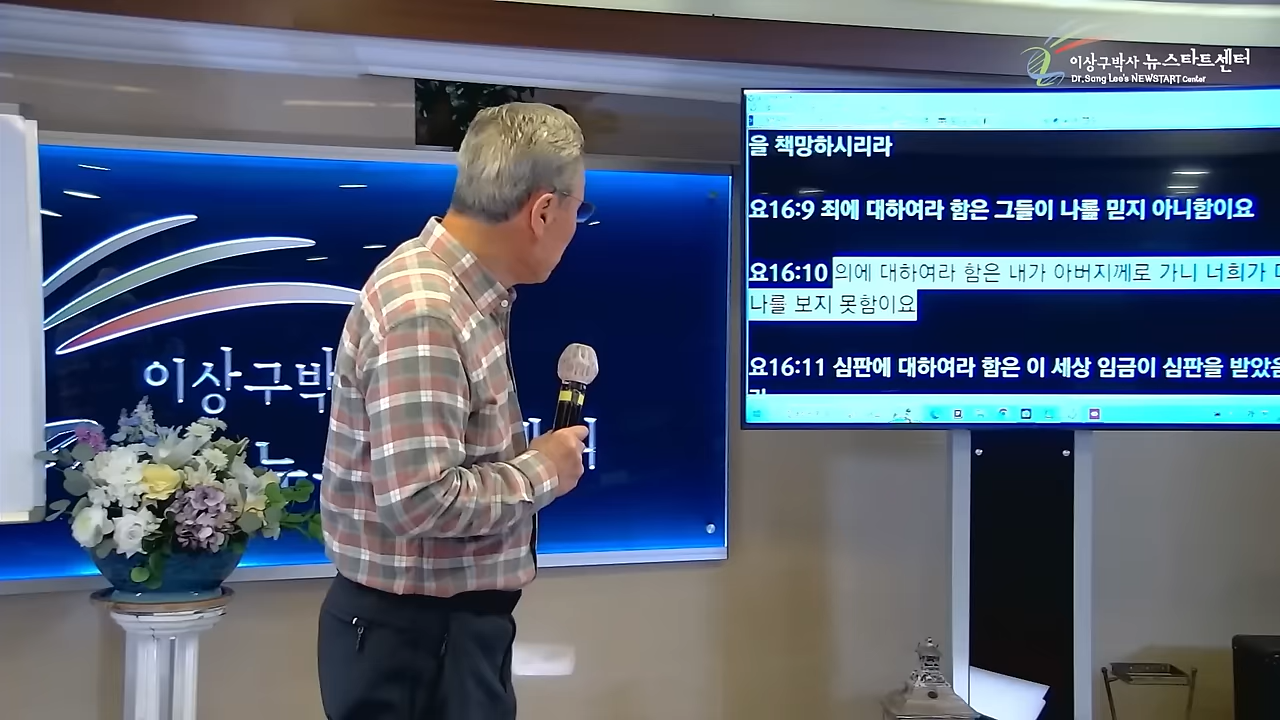 이상구박사 뉴스타트센터
Dr.Sang Lee's NEWSTART Center
을 책망하시리라
요16:9 죄에 대하여라 함은 그들이 나를 믿지 아니함이요
요16:10 의에 대하여라 함은 내가 아버지께로 가니 너희가
나를 보지 못함이요
요16:11 심판에 대하여라 함은 이 세상 임금이 심판을 받았음
이상구박